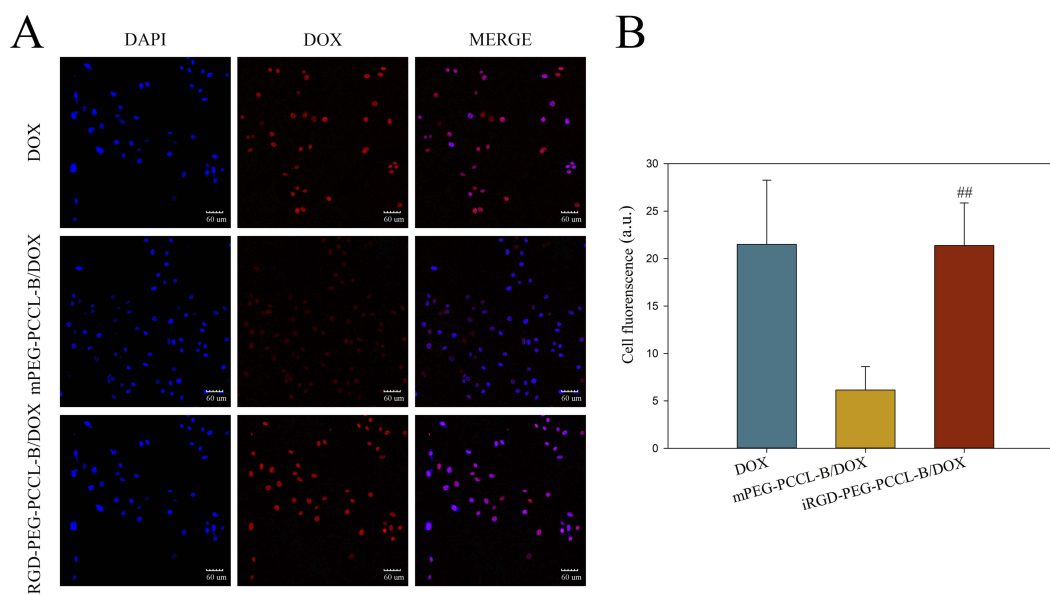 A
B
DAPI
DOX
MERGE
DOX
60 um
60 um
60 um
mPEG-PCCL-B/DOX
60 um
60 um
60 um
RGD-PEG-PCCL-B/DOX
60 um
60 um
60 um
Cell fluorenscence (a.u.)
30
25
20
15
10
5
0
##
DOX
mPEG-PCCL-B/DOX
iRGD-PEG-PCCL-B/DOX